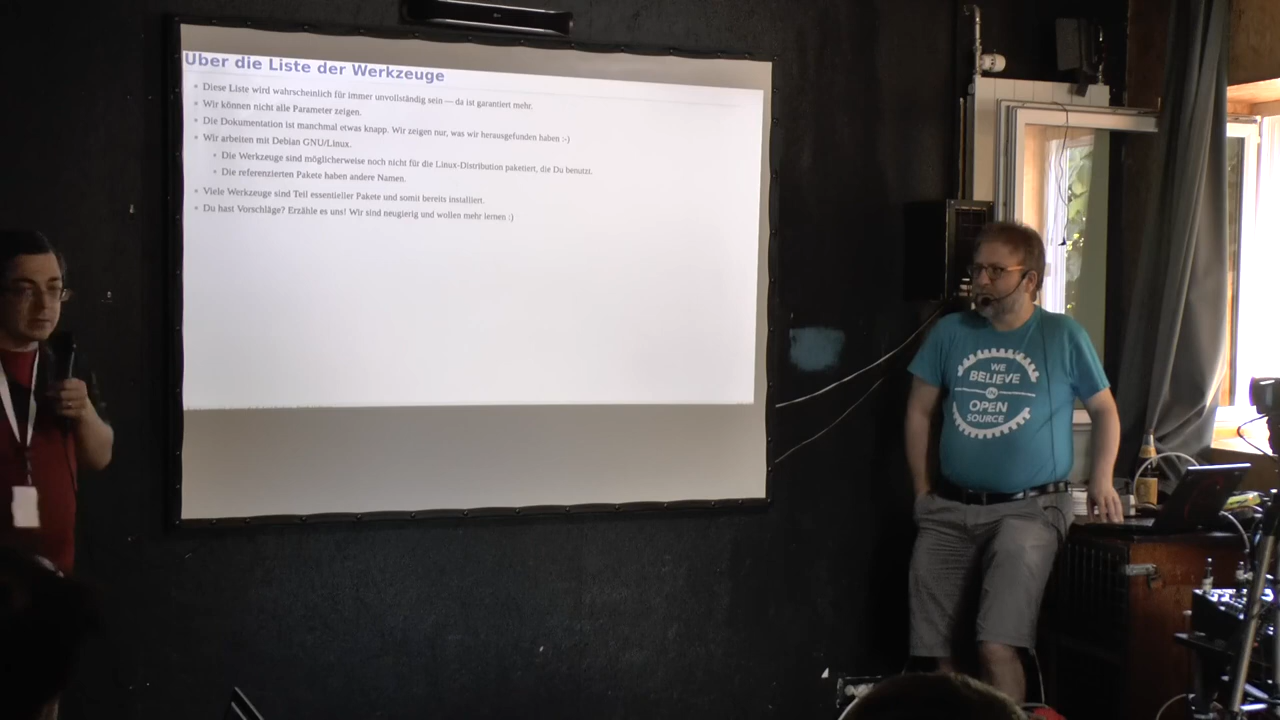 Über die Liste der Werkzeuge
Diese Liste wird wahrscheinlich für immer unvollständig sein — da ist garantiert mehr.
Wir können nicht alle Parameter zeigen.
Die Dokumentation ist manchmal etwas knapp. Wir zeigen nur, was wir herausgefunden haben :-)
Wir arbeiten mit Debian GNU/Linux.
Die Werkzeuge sind möglicherweise noch nicht für die Linux-Distribution paketiert, die Du benutzt.
Die referenzierten Pakete haben andere Namen.
Viele Werkzeuge sind Teil essentieller Pakete und somit bereits installiert.
Du hast Vorschläge? Erzähle es uns! Wir sind neugierig und wollen mehr lernen :)
WE
BELIEVE
IN
OPEN
SOURCE